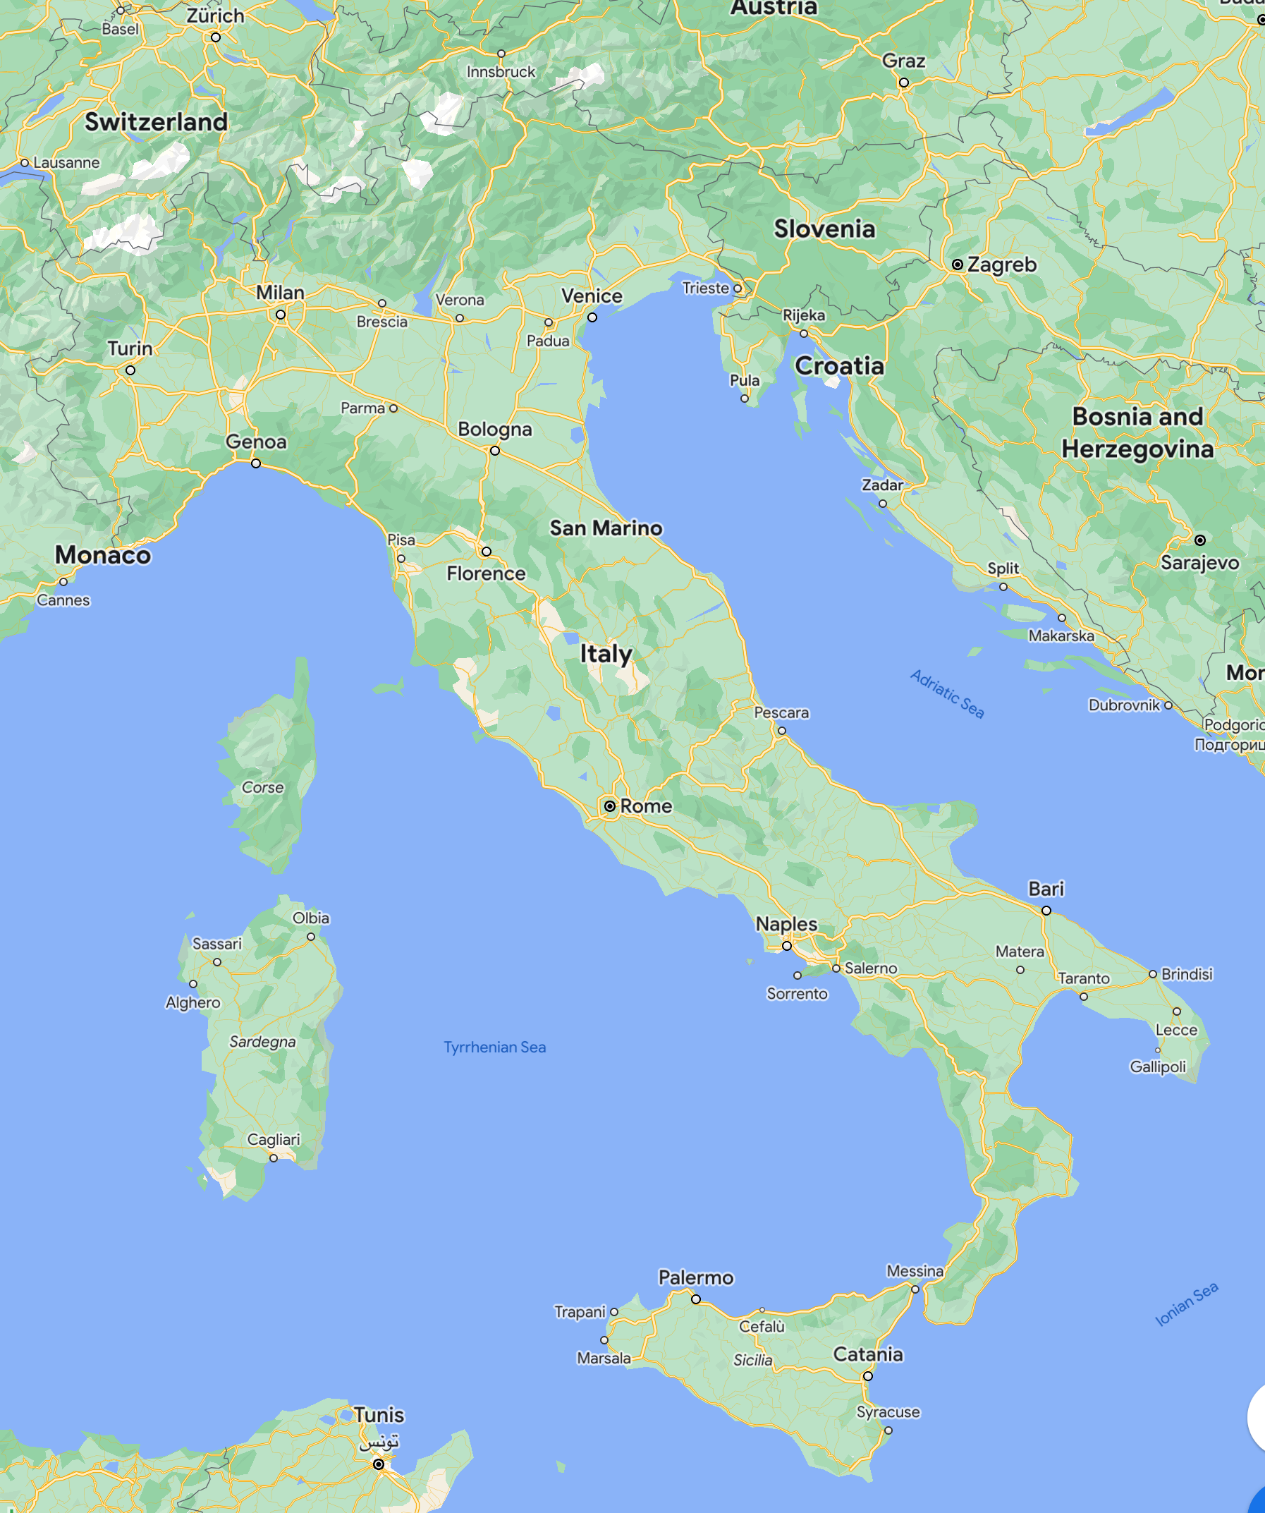 Austria
Zürich
Basel
Graz
Innsbruck
Switzerland
Lausanne
Slovenia
Zagreb
Milan
Trieste
Venice
Verona
Rijeka
Brescia
Padua
Turin
Croatia
Pula
Parma
Bosnia and
Herzegovina
Bologna
Genoa
Zadar
San Marino
Pisa
Monaco
Sarajevo
Split
Florence
Cannes
Makarska
Italy
Adriatic Sea
Dubrovnik
Pescara
Corse
Rome
Bari
Olbia
Naples
Sassari
Matera
Salerno
Brindisi
Taranto
Sorrento
Alghero
Lecce
Sardegna
Tyrrhenian Sea
Gallipoli
Cagliari
Messina
Palermo
Ionian Sea
Trapani
Cefalù
Catania
Marsala
Sicilia
Syracuse
Tunis
تونس